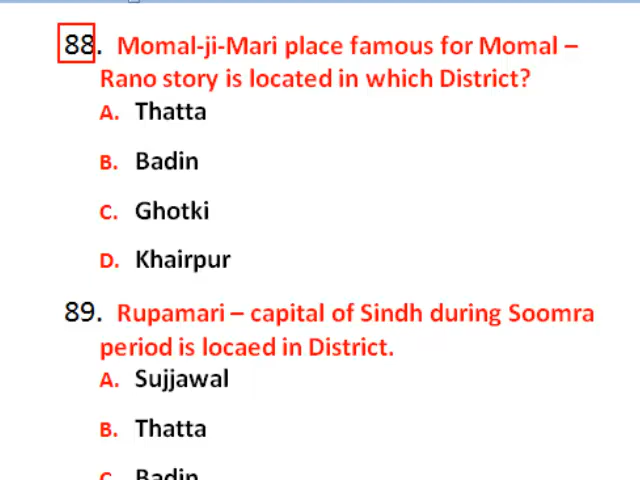 88. Momal-ji-Mari place famous for Momal –
Rano story is located in which District?
A. Thatta
B. Badin
C. Ghotki
D. Khairpur
89. Rupamari – capital of Sindh during Soomra
period is locaed in District.
A. Sujjawal
B. Thatta
C. Badin